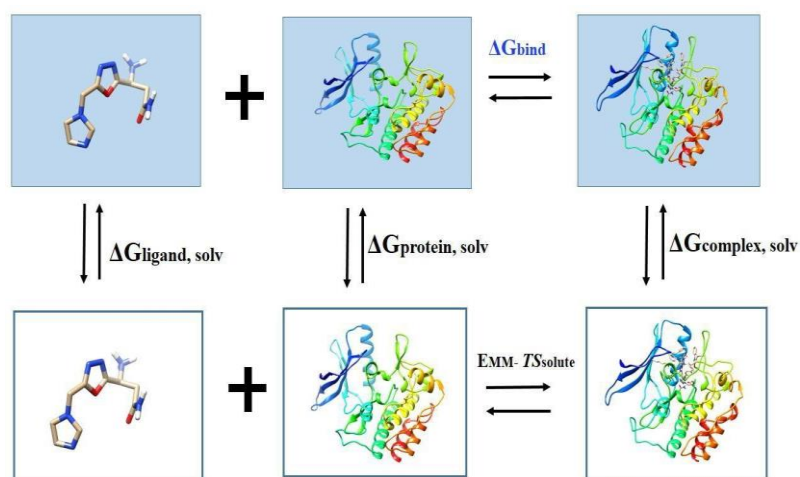 +
ΔGbind
ΔGligand, solv
ΔGprotein, solv
ΔGcomplex, solv
+
EMM- TSsolute